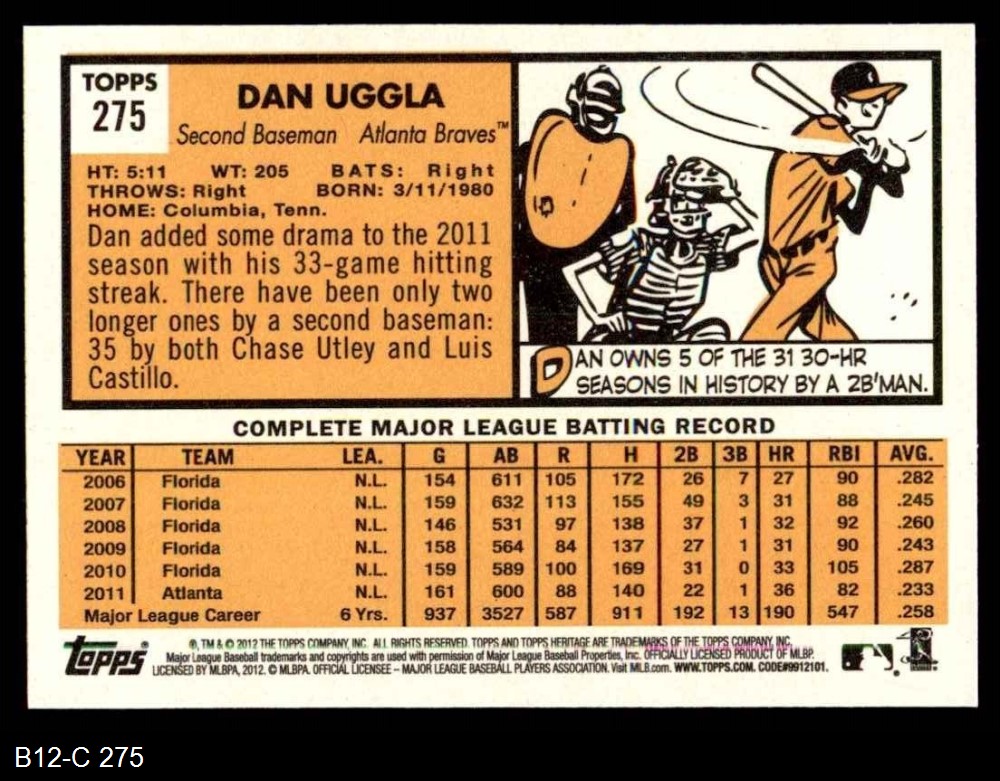 TOPPS
275
DAN UGGLA
Second Baseman Atlanta Braves™
HT: 5:11 WT: 205 BATS: Right
THROWS: Right BORN: 3/11/1980
HOME: Columbia, Tenn.
Dan added some drama to the 2011
season with his 33-game hitting
streak. There have been only two
longer ones by a second baseman:
35 by both Chase Utley and Luis
Castillo.
DAN OWNS 5 OF THE 31 30-HR
SEASONS IN HISTORY BY A 2B'MAN.
COMPLETE MAJOR LEAGUE BATTING RECORD
YEAR TEAM LEA. G AB R H 2B 3B HR RBI AVG.
2006 Florida N.L. 154 611 105 172 26 7 27 90 .282
2007 Florida N.L. 159 632 113 155 49 3 31 88 .245
2008 Florida N.L. 146 531 97 138 37 1 32 92 .260
2009 Florida N.L. 158 564 84 137 27 1 31 90 .243
2010 Florida N.L. 159 589 100 169 31 0 33 105 .287
2011 Atlanta N.L. 161 600 88 140 22 1 36 82 .233
Major League Career 6 Yrs. 937 3527 587 911 192 13 190 547 .258
Topps
®, TM & © 2012 THE TOPPS COMPANY, INC. ALL RIGHTS RESERVED. TOPPS AND TOPPS HERITAGE ARE TRADEMARKS OF THE TOPPS COMPANY, INC.
Major League Baseball trademarks and copyrights are used with permission of Major League Baseball Properties, Inc. OFFICIALLY LICENSED PRODUCT OF MLBP.
LICENSED BY MLBPA, 2012. © MLBPA. OFFICIAL LICENSEE – MAJOR LEAGUE BASEBALL PLAYERS ASSOCIATION. Visit MLB.com. WWW.TOPPS.COM. CODE#9912101.
B12-C 275